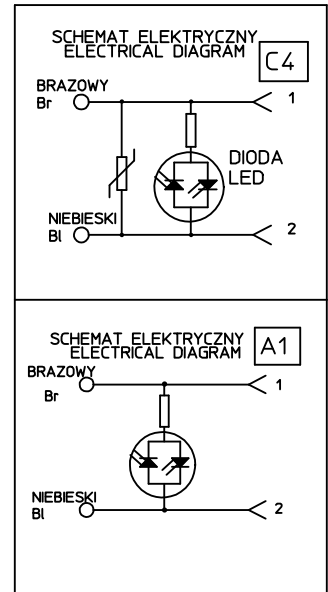 SCHEMAT ELEKTRYCZNY
ELECTRICAL DIAGRAM
C4
BRAZOWY
Br
1
DIODA
LED
NIEBIESKI
Bl
2
SCHEMAT ELEKTRYCZNY
ELECTRICAL DIAGRAM
A1
BRAZOWY
Br
1
NIEBIESKI
Bl
2